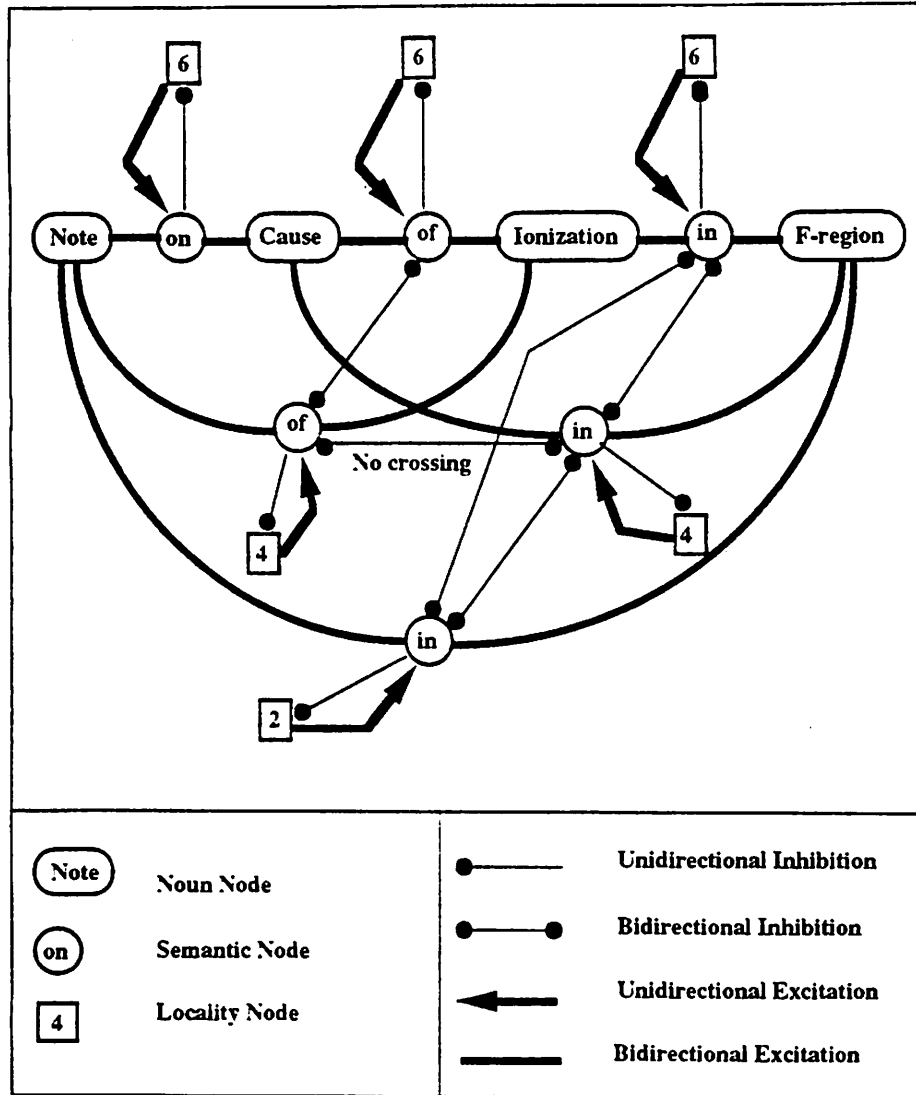 6 6 6
Note on Cause of Ionization in F-region
of in
No crossing
4 4
in
2
Note Noun Node
on Semantic Node
4 Locality Node
Unidirectional Inhibition
Bidirectional Inhibition
Unidirectional Excitation
Bidirectional Excitation